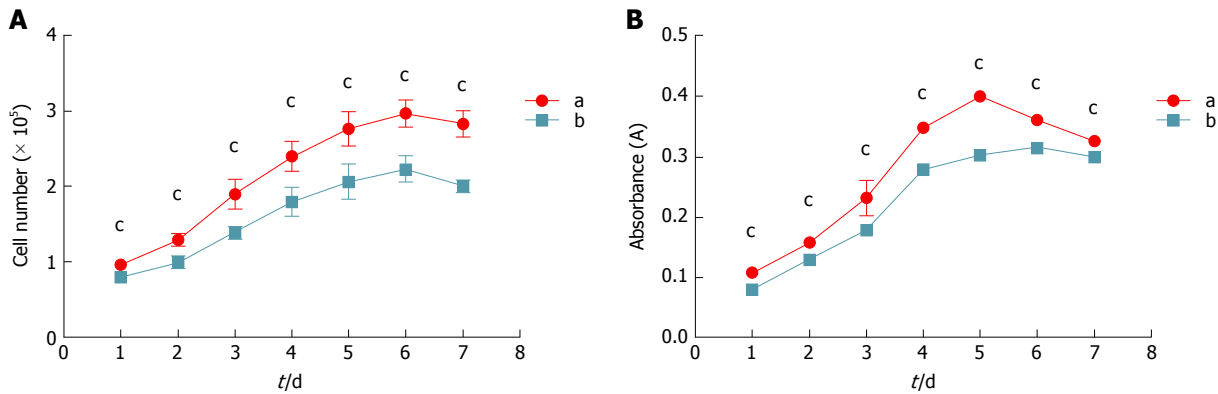 A
Cell number (× 10⁵)
4
3
2
1
0
c c c c c c c
a
b
0 1 2 3 4 5 6 7 8
t/d
B
Absorbance (A)
0.5
0.4
0.3
0.2
0.1
0.0
c c c c c c c
a
b
0 1 2 3 4 5 6 7 8
t/d